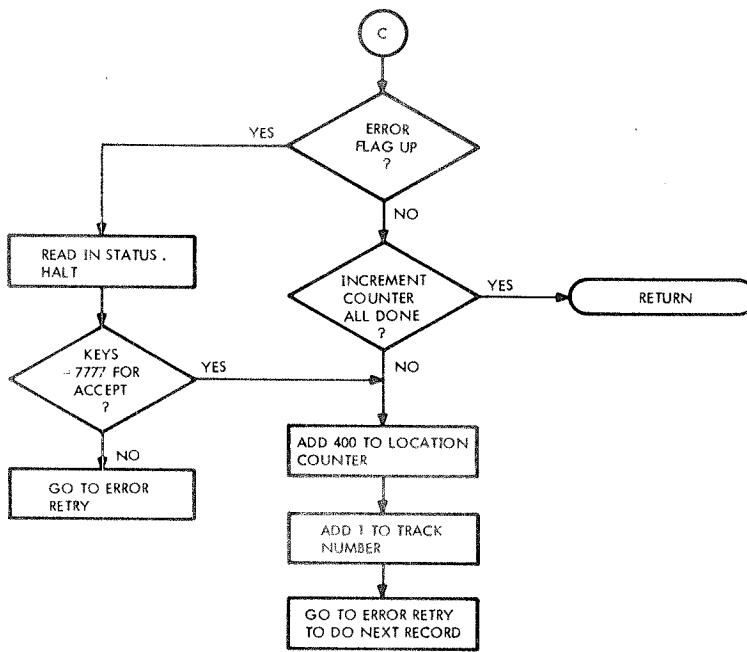 C
ERROR
FLAG UP
?
YES
NO
READ IN STATUS .
HALT
INCREMENT
COUNTER
ALL DONE
?
YES
RETURN
NO
KEYS
= 7777 FOR
ACCEPT
?
YES
NO
ADD 400 TO LOCATION
COUNTER
GO TO ERROR
RETRY
ADD 1 TO TRACK
NUMBER
GO TO ERROR RETRY
TO DO NEXT RECORD